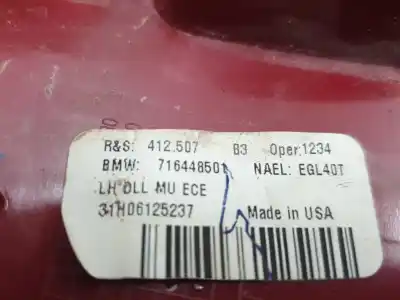 R&S: 412.507 B3 Oper:1234
BMW: 716448501 NAEL: EGL40T
LH DLL MU ECE
31H06125237 Made in USA